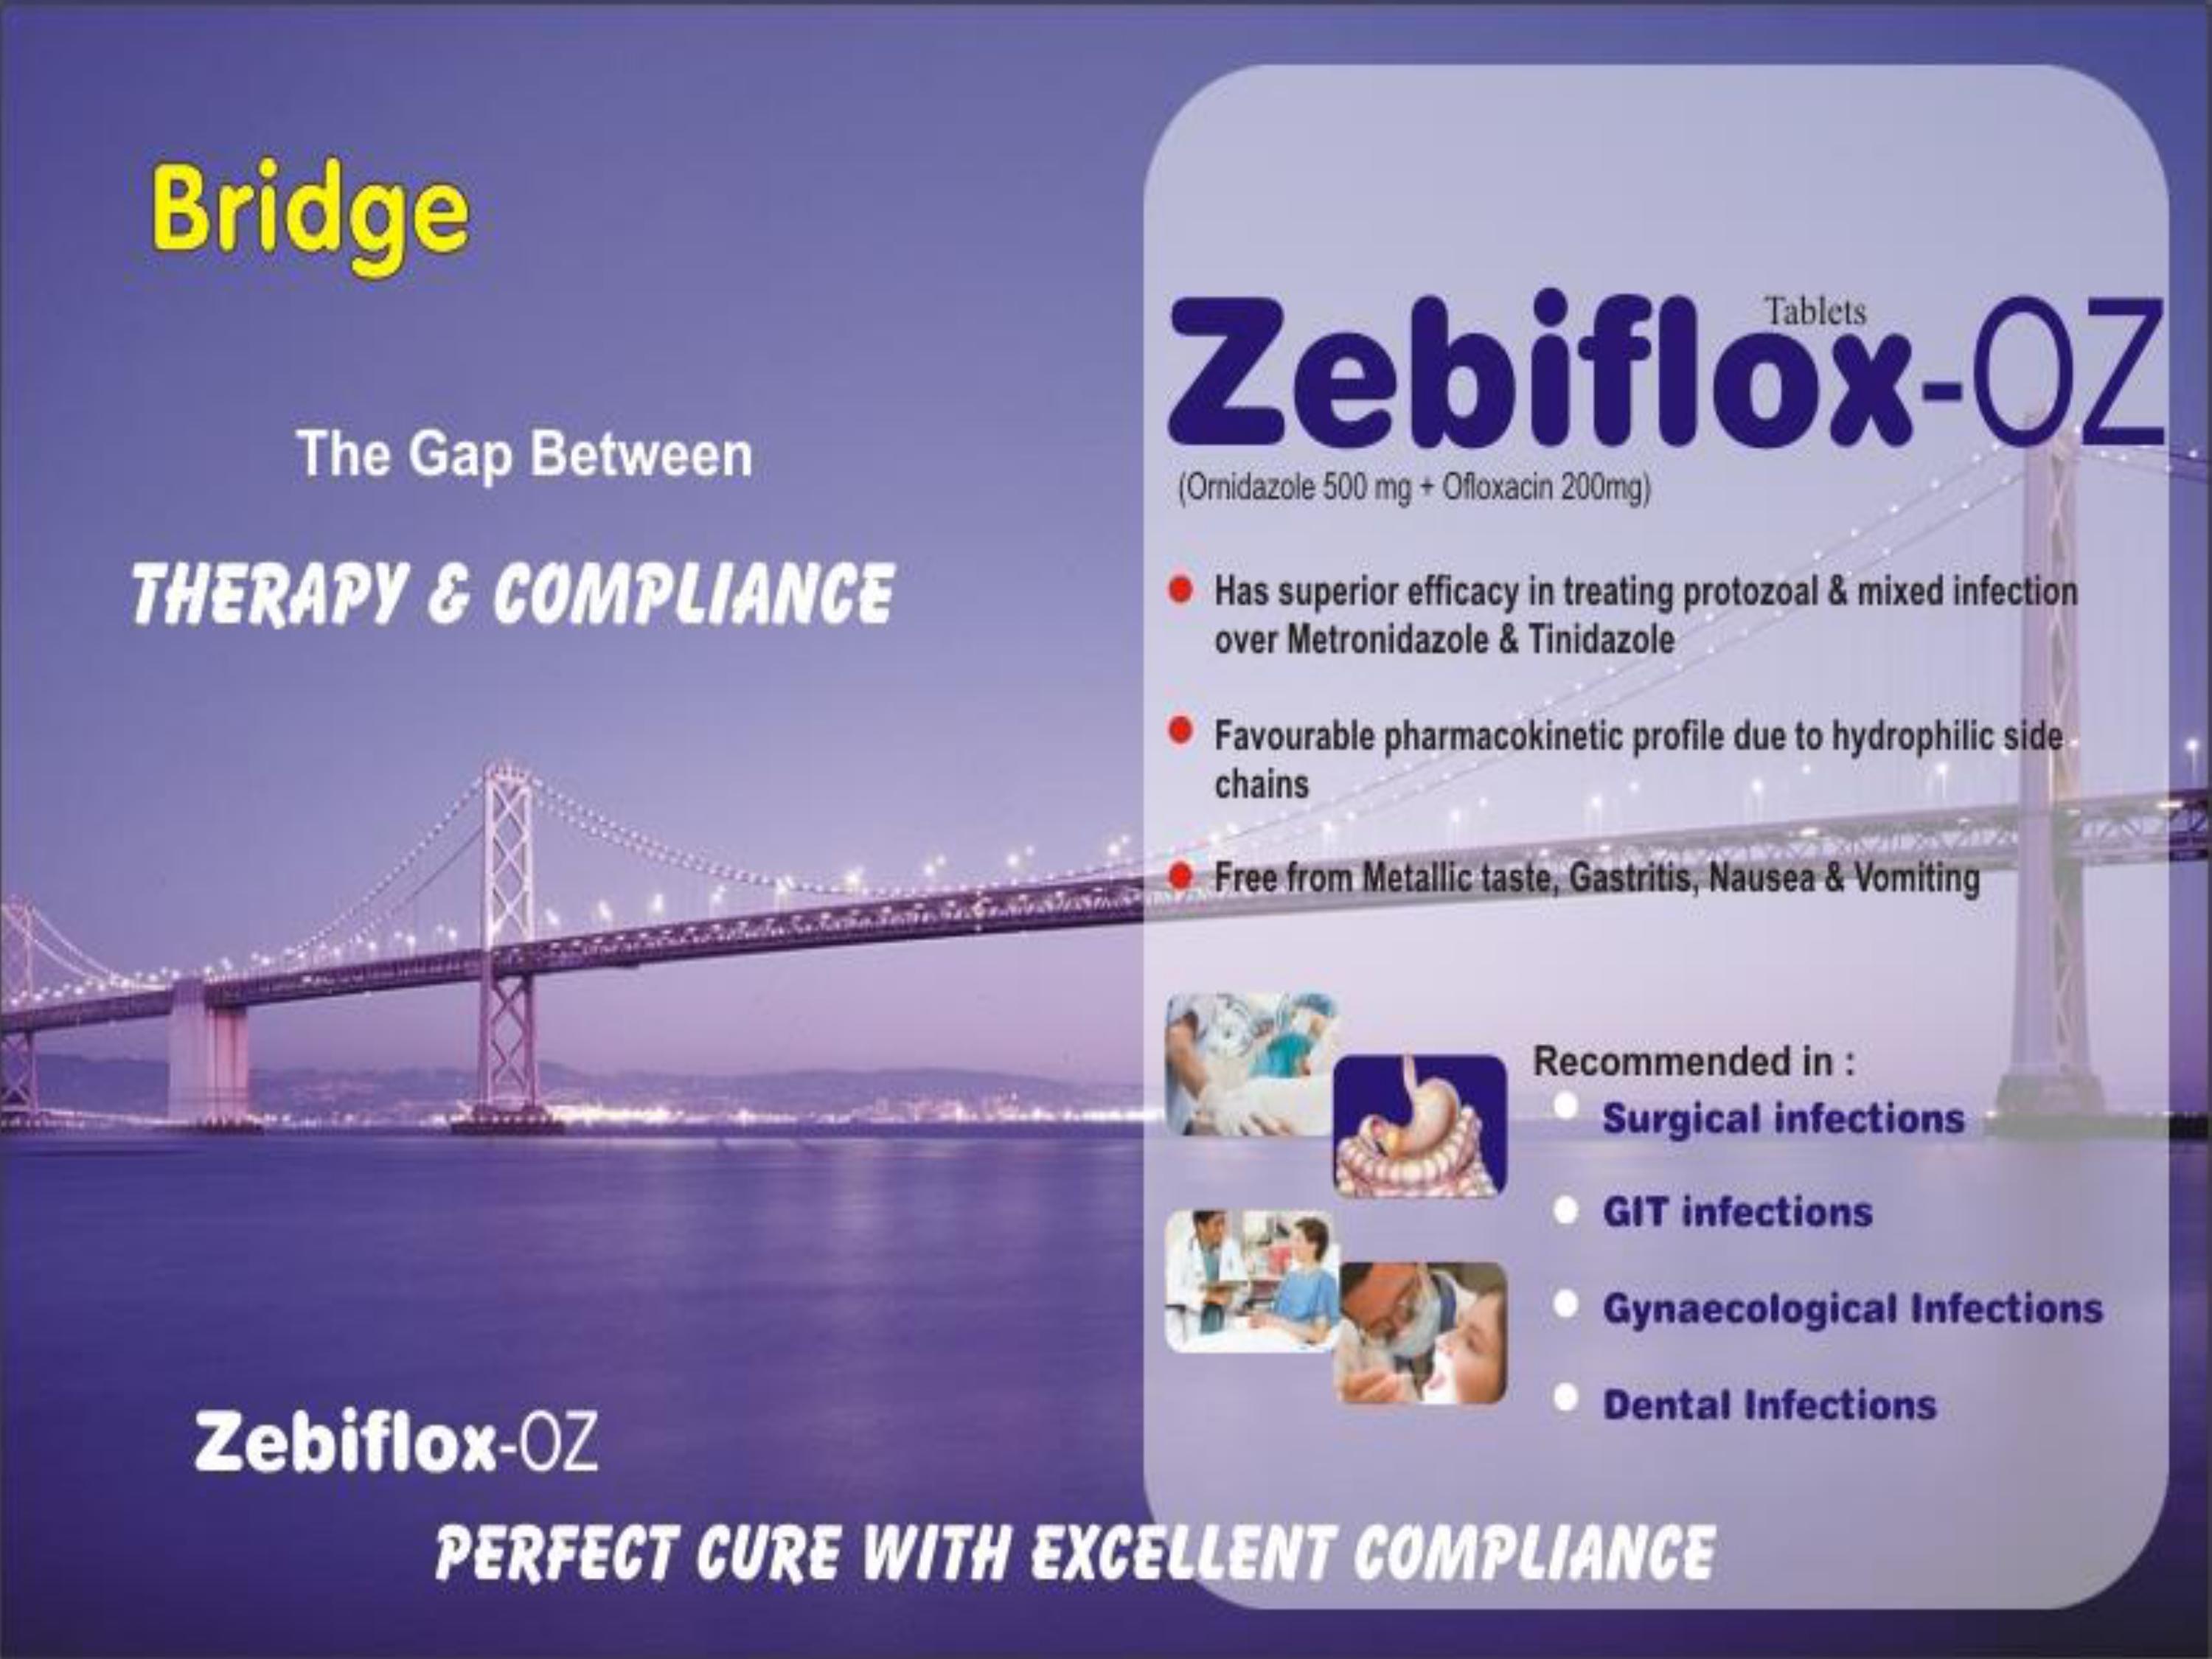 Bridge
The Gap Between
THERAPY & COMPLIANCE
Zebiflox-OZ
Tablets
(Ornidazole 500 mg + Ofloxacin 200mg)
Has superior efficacy in treating protozoal & mixed infection
over Metronidazole & Tinidazole
Favourable pharmacokinetic profile due to hydrophilic side
chains
Free from Metallic taste, Gastritis, Nausea & Vomiting
Recommended in :
Surgical infections
GIT infections
Gynaecological Infections
Dental Infections
Zebiflox-OZ
PERFECT CURE WITH EXCELLENT COMPLIANCE